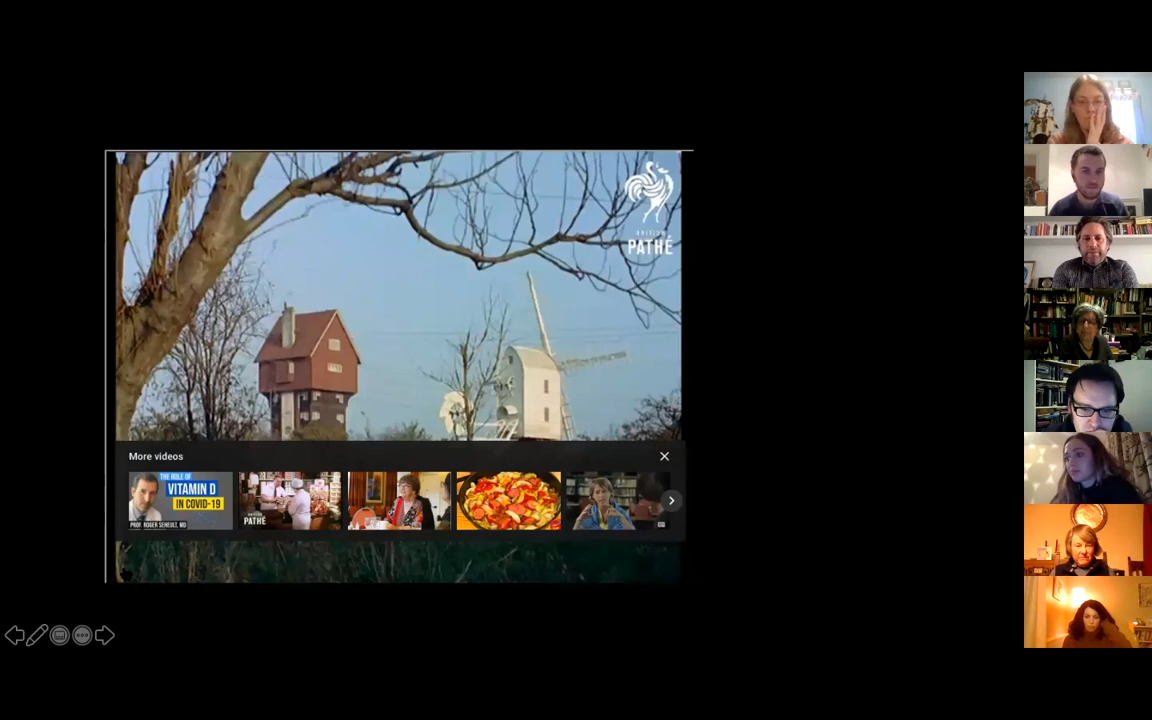 BRITISH
PATHÉ
More videos
THE ROLE OF
VITAMIN D
IN COVID-19
PROF. ROGER SEHEULT, MD
PATHÉ